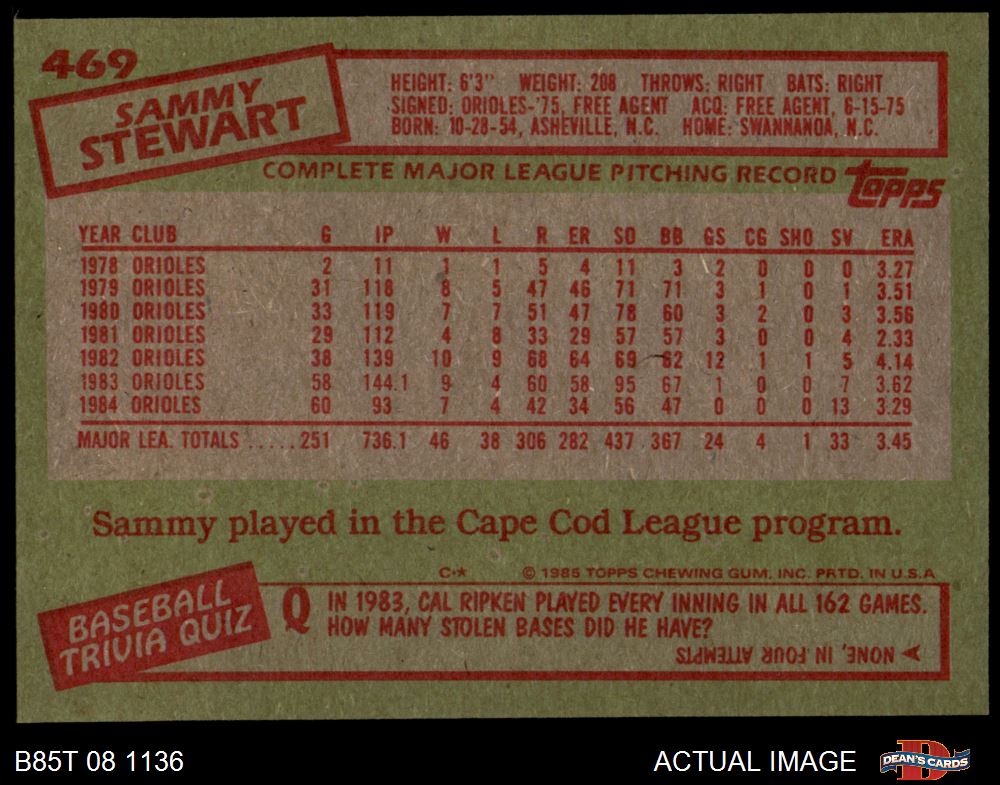 469
SAMMY
STEWART
HEIGHT: 6'3" WEIGHT: 208 THROWS: RIGHT BATS: RIGHT
SIGNED: ORIOLES-'75, FREE AGENT ACQ: FREE AGENT, 6-15-75
BORN: 10-28-54, ASHEVILLE, N.C. HOME: SWANNANOA, N.C.
COMPLETE MAJOR LEAGUE PITCHING RECORD topps
YEAR CLUB G IP W L R ER SO BB GS CG SHO SV ERA
1978 ORIOLES 2 11 1 1 5 4 11 3 2 0 0 0 3.27
1979 ORIOLES 31 118 8 5 47 46 71 71 3 1 0 1 3.51
1980 ORIOLES 33 119 7 7 51 47 78 60 3 2 0 3 3.56
1981 ORIOLES 29 112 4 8 33 29 57 57 3 0 0 4 2.33
1982 ORIOLES 38 139 10 9 68 64 69 62 12 1 1 5 4.14
1983 ORIOLES 58 144.1 9 4 60 58 95 67 1 0 0 7 3.62
1984 ORIOLES 60 93 7 4 42 34 56 47 0 0 0 13 3.29
MAJOR LEA. TOTALS ..... 251 736.1 46 38 306 282 437 367 24 4 1 33 3.45
Sammy played in the Cape Cod League program.
C•* © 1985 TOPPS CHEWING GUM, INC. PRTD. IN U.S.A.
BASEBALL
TRIVIA QUIZ
Q IN 1983, CAL RIPKEN PLAYED EVERY INNING IN ALL 162 GAMES.
HOW MANY STOLEN BASES DID HE HAVE?
➤ NONE, IN FOUR ATTEMPTS
B85T 08 1136 ACTUAL IMAGE D DEAN'S CARDS